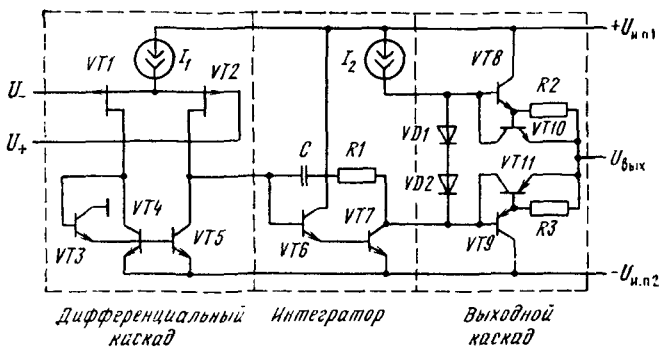 +Uи.п1
VT8
I₁
I₂
VT1
VT2
R2
U₋
VD1
VT10
U₊
C
R1
VT11
Uвых
VD2
VT4
VT7
R3
VT3
VT5
VT6
VT9
-Uи.п2
Дифференциальный каскад
Интегратор
Выходной каскад